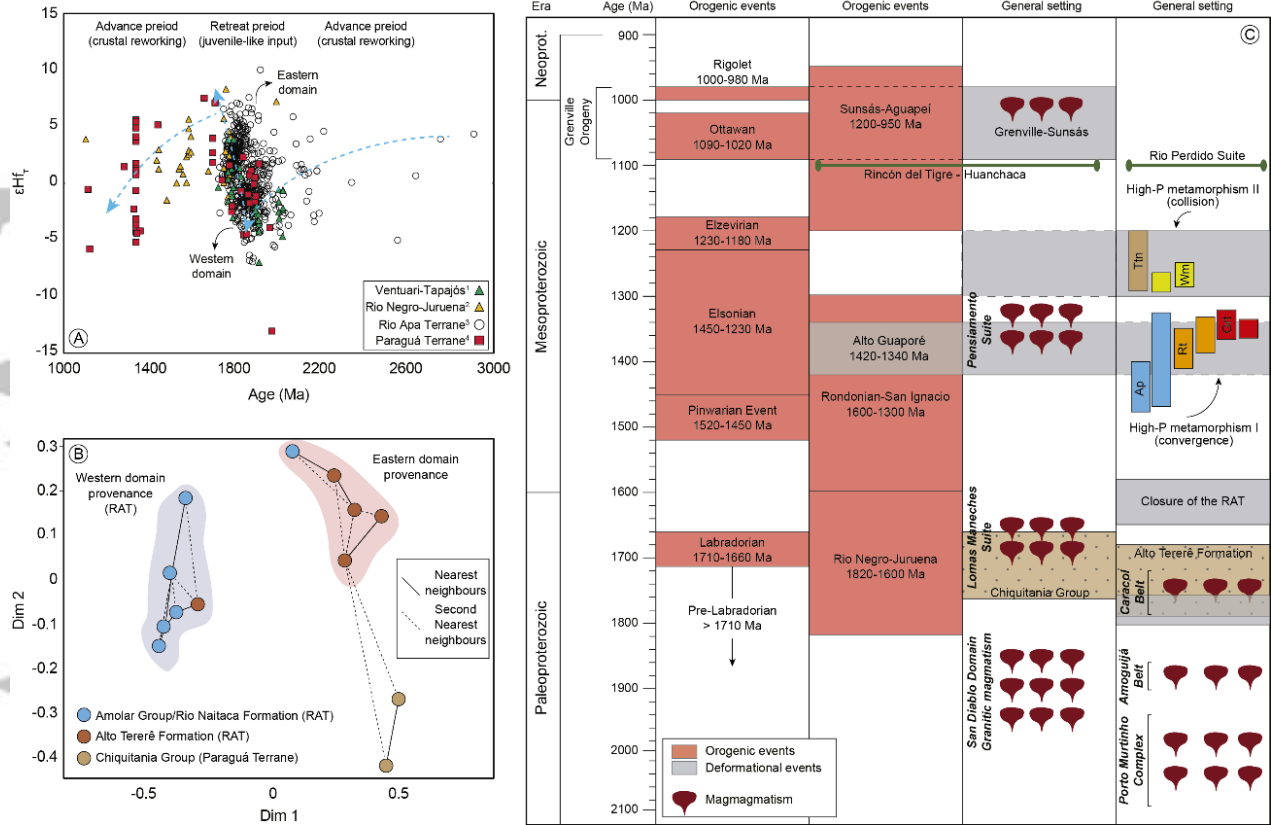 Advance preiod
(crustal reworking)
Retreat preiod
(juvenile-like input)
Advance preiod
(crustal reworking)
15
10
5
0
-5
-10
-15
εHfT
Eastern
domain
Western
domain
Ventuari-Tapajós¹
Rio Negro-Juruena²
Rio Apa Terrane³
Paraguá Terrane⁴
A
1000
1400
1800
2200
2600
3000
Age (Ma)
B
0.3
0.2
0.1
0
-0.1
-0.2
-0.3
-0.4
Dim 2
Western domain
provenance
(RAT)
Eastern domain
provenance
Nearest
neighbours
Second
Nearest
neighbours
Amolar Group/Rio Naitaca Formation (RAT)
Alto Tererê Formation (RAT)
Chiquitania Group (Paraguá Terrane)
-0.5
0
0.5
Dim 1
Era
Age (Ma)
Orogenic events
Orogenic events
General setting
General setting
C
Neoprot.
Mesoproterozoic
Paleoproterozoic
Grenville
Orogeny
900
1000
1100
1200
1300
1400
1500
1600
1700
1800
1900
2000
2100
Rigolet
1000-980 Ma
Ottawan
1090-1020 Ma
Elzevirian
1230-1180 Ma
Elsonian
1450-1230 Ma
Pinwarian Event
1520-1450 Ma
Labradorian
1710-1660 Ma
Pre-Labradorian
> 1710 Ma
Sunsás-Aguapeí
1200-950 Ma
Rincón del Tigre - Huanchaca
Alto Guaporé
1420-1340 Ma
Rondonian-San Ignacio
1600-1300 Ma
Rio Negro-Juruena
1820-1600 Ma
Grenville-Sunsás
Pensiamento
Suite
Lomas Maneches
Suite
Chiquitania Group
San Diablo Domain
Granitic magmatism
Rio Perdido Suite
High-P metamorphism II
(collision)
Ttn
Wm
Ap
Rt
Grt
High-P metamorphism I
(convergence)
Closure of the RAT
Alto Tererê Formation
Caracpí
Belt
Amoguijá
Belt
Porto Murtinho
Complex
Orogenic events
Deformational events
Magmagmatism